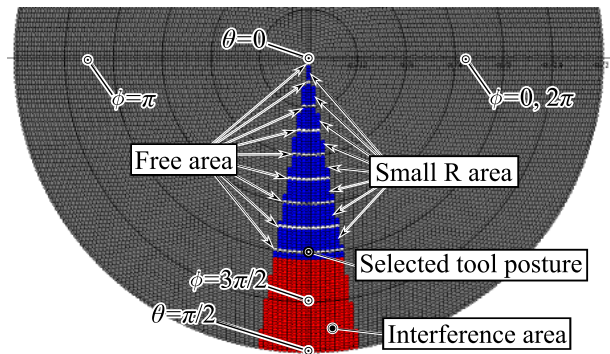 θ=0
ϕ=π
ϕ=0, 2π
Free area
Small R area
Selected tool posture
ϕ=3π/2
θ=π/2
Interference area